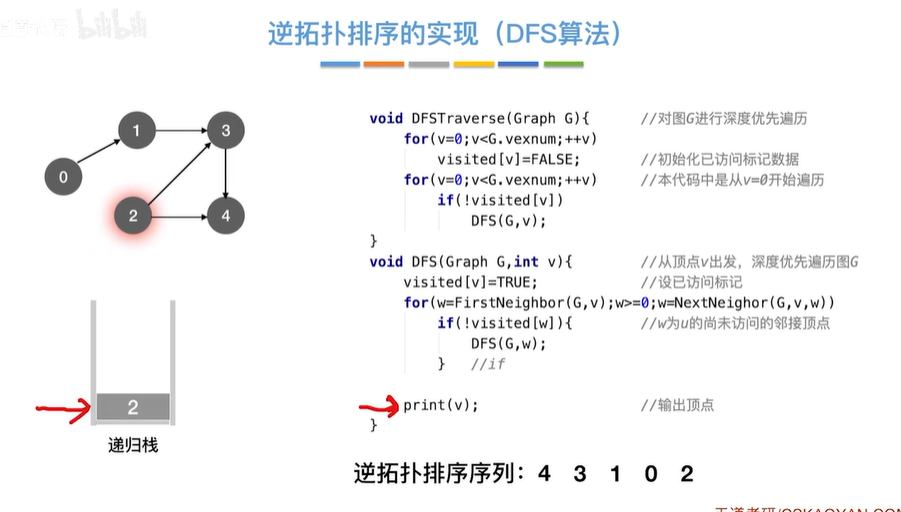 逆拓扑排序的实现（DFS算法）
void DFSTraverse(Graph G){ //对图G进行深度优先遍历
for(v=0;v<G.vexnum;++v)
visited[v]=FALSE; //初始化已访问标记数据
for(v=0;v<G.vexnum;++v) //本代码中是从v=0开始遍历
if(!visited[v])
DFS(G,v);
}
void DFS(Graph G,int v){ //从顶点v出发，深度优先遍历图G
visited[v]=TRUE; //设已访问标记
for(w=FirstNeighbor(G,v);w>=0;w=NextNeighor(G,v,w))
if(!visited[w]){ //w为u的尚未访问的邻接顶点
DFS(G,w);
} //if
print(v); //输出顶点
}
1
3
0
2
4
2
递归栈
逆拓扑排序序列：4 3 1 0 2